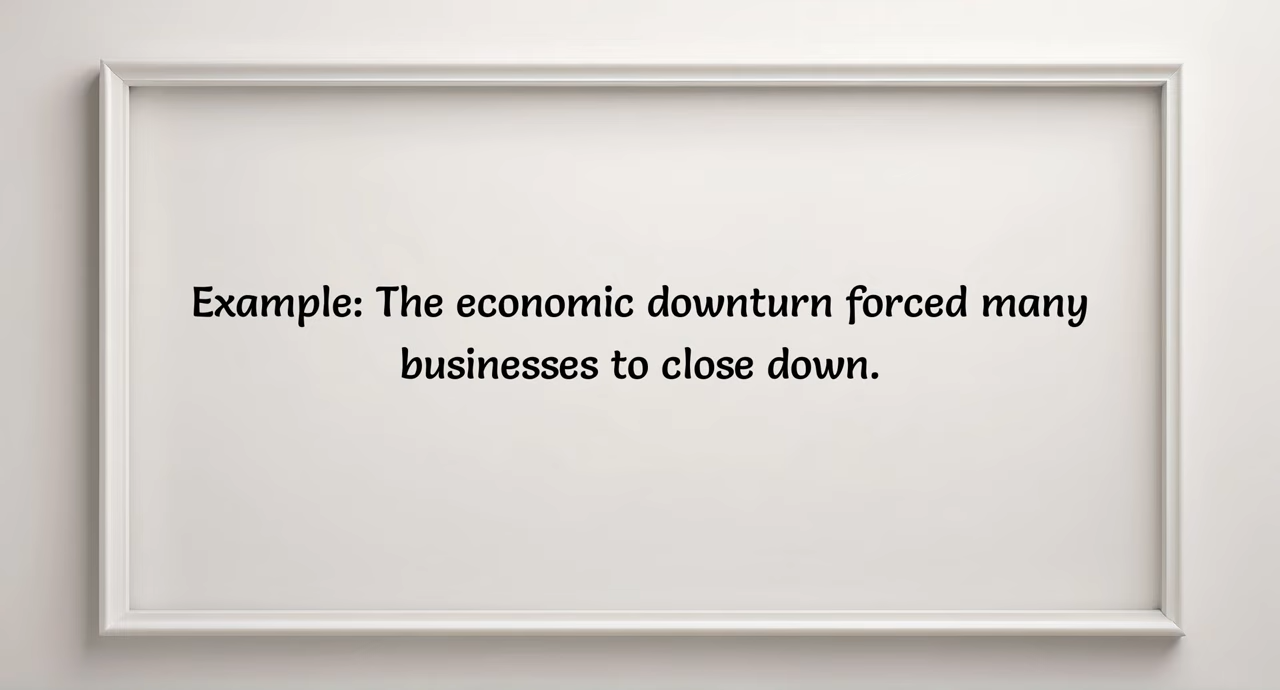 Example: The economic downturn forced many
businesses to close down.